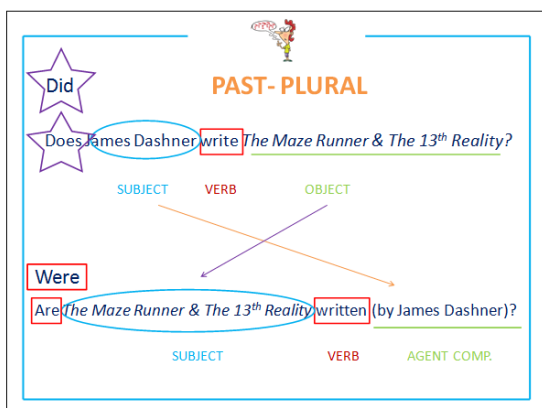 PAST- PLURAL
Did
Does James Dashner write The Maze Runner & The 13th Reality?
SUBJECT VERB OBJECT
Were
Are The Maze Runner & The 13th Reality written (by James Dashner)?
SUBJECT VERB AGENT COMP.